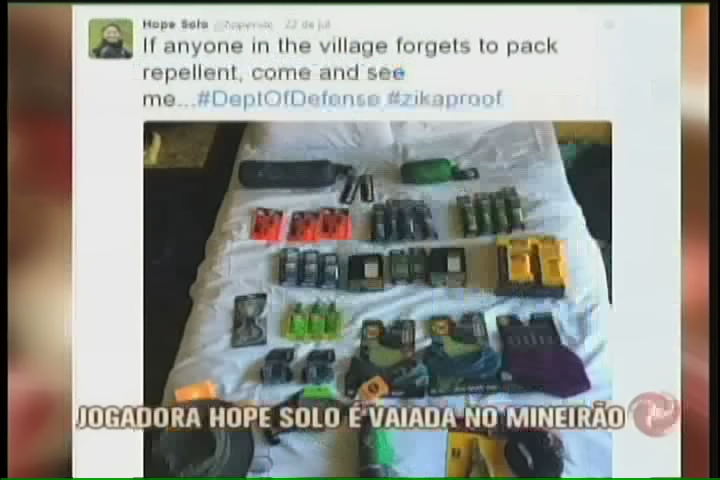 Hope Solo @hopesolo · 22 de jul
If anyone in the village forgets to pack
repellent, come and see
me...#DeptOfDefense #zikaproof
JOGADORA HOPE SOLO É VAIADA NO MINEIRÃO